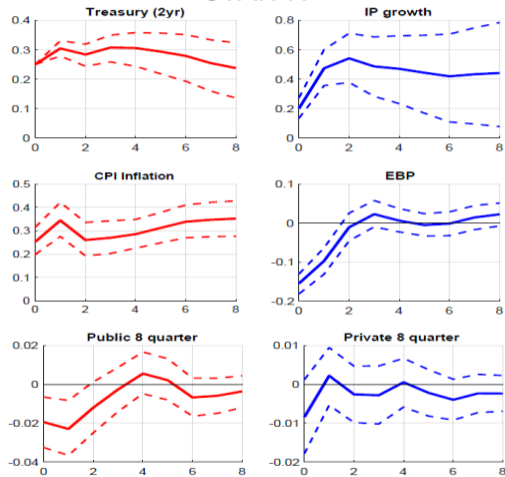 Treasury (2yr)
0.4
0.3
0.2
0.1
0
0 2 4 6 8
IP growth
0.8
0.6
0.4
0.2
0
0 2 4 6 8
CPI Inflation
0.5
0.4
0.3
0.2
0.1
0
0 2 4 6 8
EBP
0.1
0
-0.1
-0.2
0 2 4 6 8
Public 8 quarter
0.02
0
-0.02
-0.04
0 2 4 6 8
Private 8 quarter
0.01
0
-0.01
-0.02
0 2 4 6 8